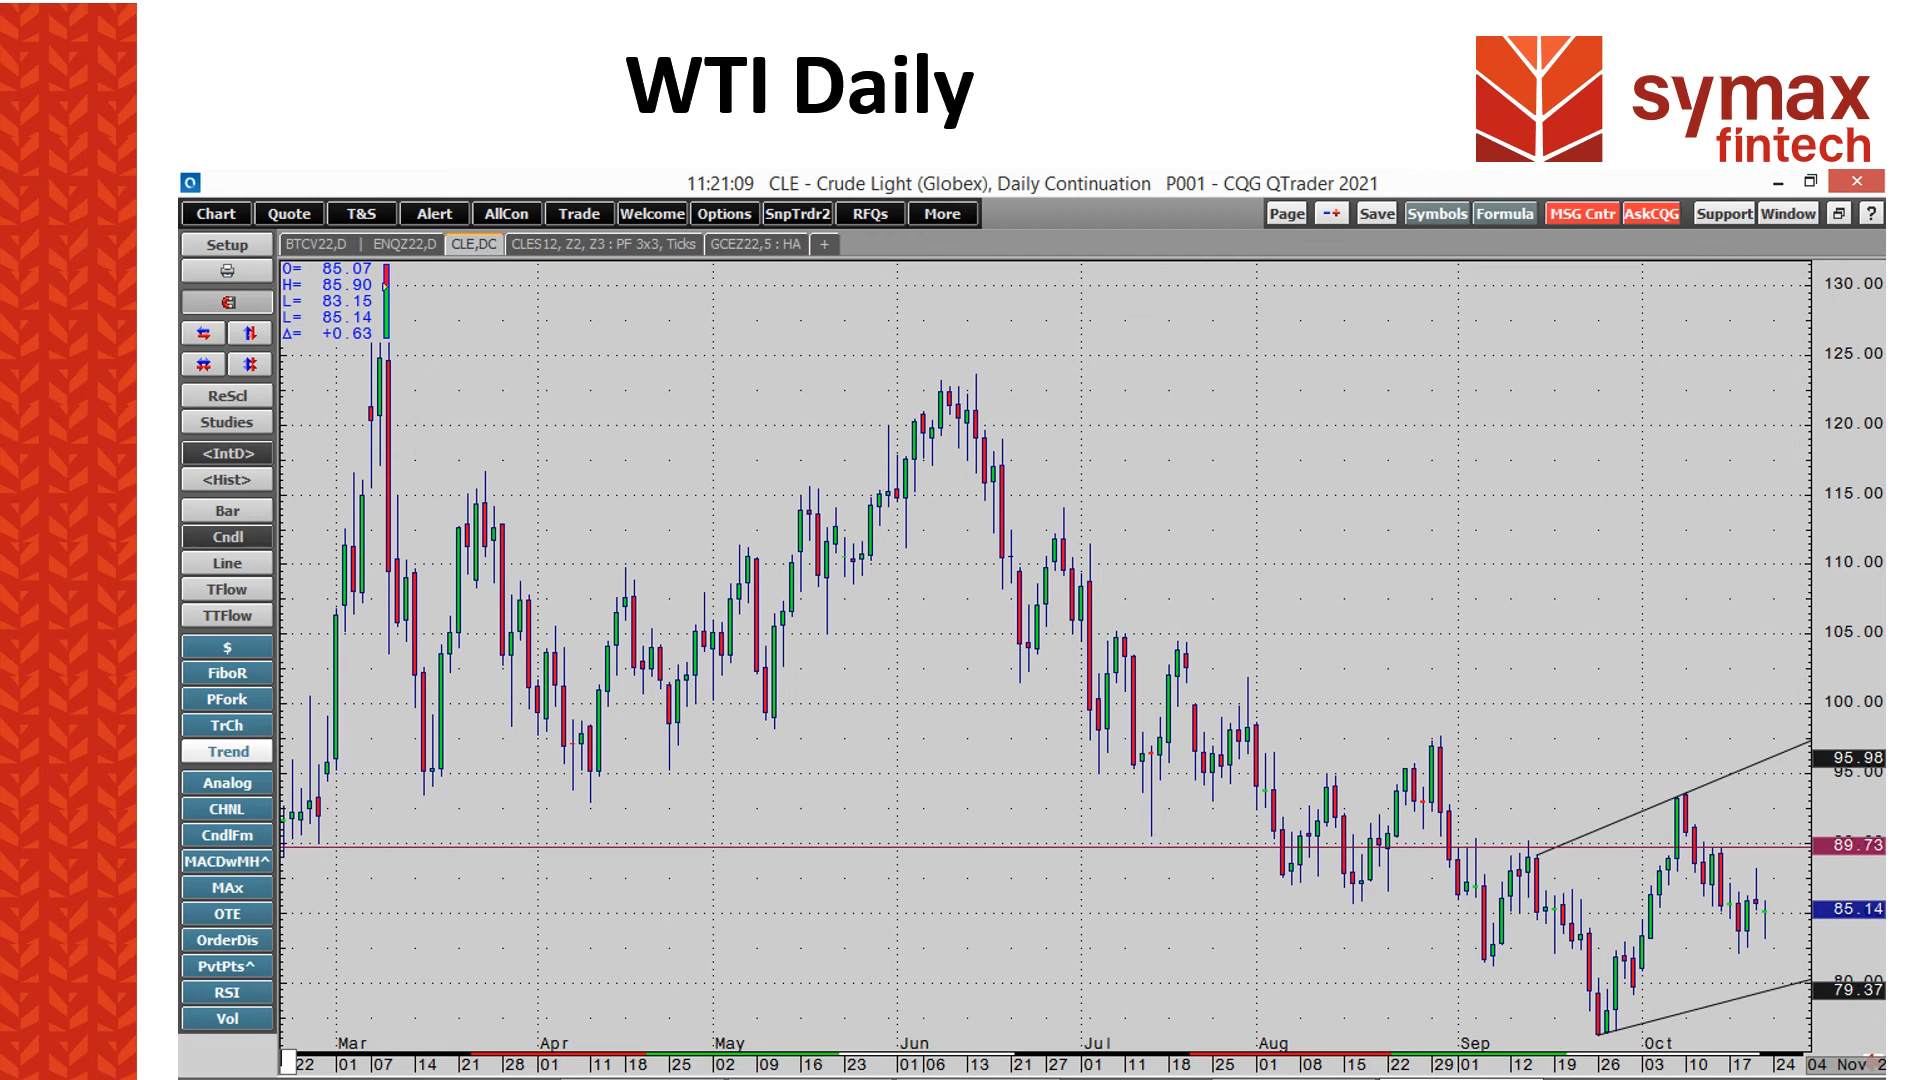 WTI Daily
symax
fintech
11:21:09 CLE - Crude Light (Globex), Daily Continuation P001 - CQG QTrader 2021
Chart Quote T&S Alert AllCon Trade Welcome Options SnpTrdr2 RFQs More Page -+ Save Symbols Formula MSG Cntr AskCQG Support Window ?
Setup
BTCV22,D ENQZ22,D CLE,DC CLES12, Z2, Z3 : PF 3x3, Ticks GCEZ22,5 : HA +
O= 85.07
H= 85.90
L= 83.15
L= 85.14
Δ= +0.63
ReScl
Studies
<IntD>
<Hist>
Bar
Cndl
Line
TFlow
TTFlow
$
FiboR
PFork
TrCh
Trend
Analog
CHNL
CndlFm
MACDwMH^
MAx
OTE
OrderDis
PvtPts^
RSI
Vol
130.00
125.00
120.00
115.00
110.00
105.00
100.00
95.98
95.00
89.73
85.14
80.00
79.37
Mar Apr May Jun Jul Aug Sep Oct
22 01 07 14 21 28 01 11 18 25 02 09 16 23 01 06 13 21 27 01 11 18 25 01 08 15 22 29 01 12 19 26 03 10 17 24 04 Nov